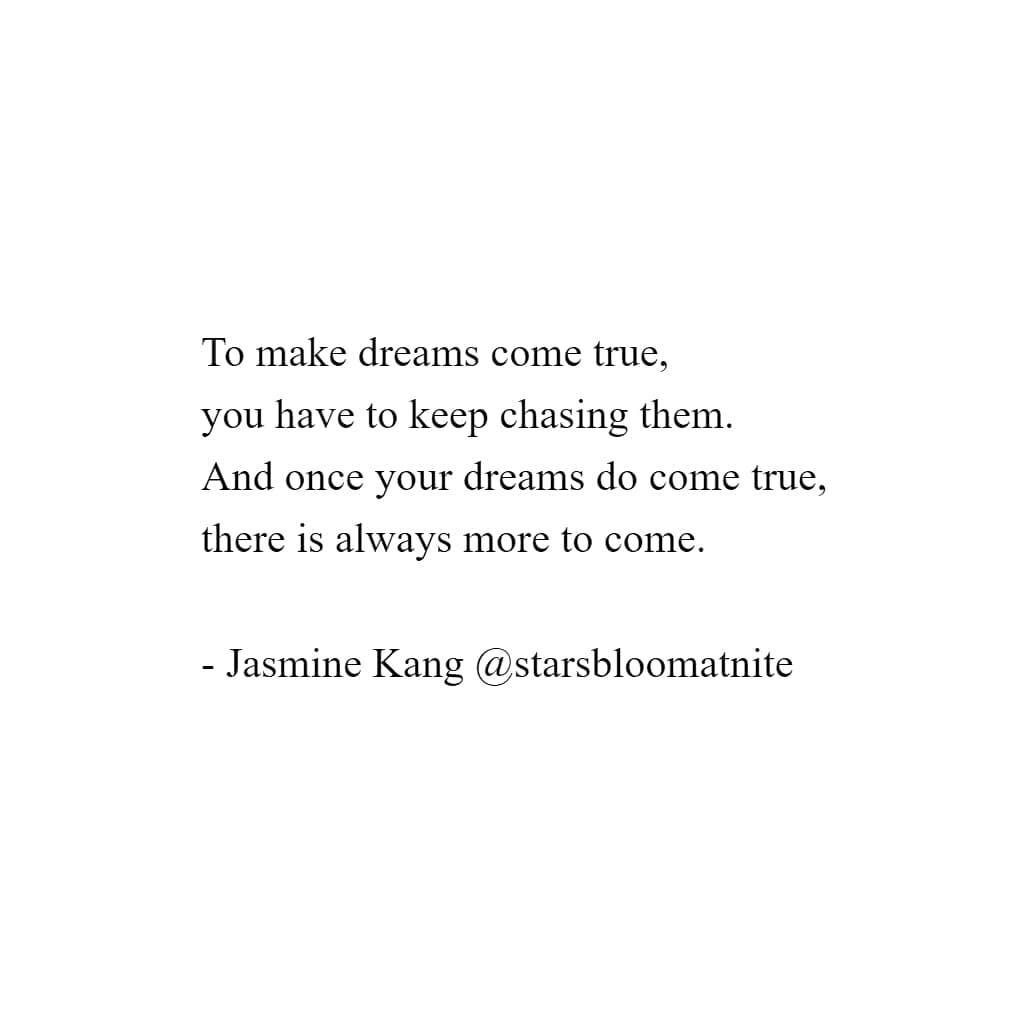 To make dreams come true,
you have to keep chasing them.
And once your dreams do come true,
there is always more to come.
- Jasmine Kang @starsbloomatnite